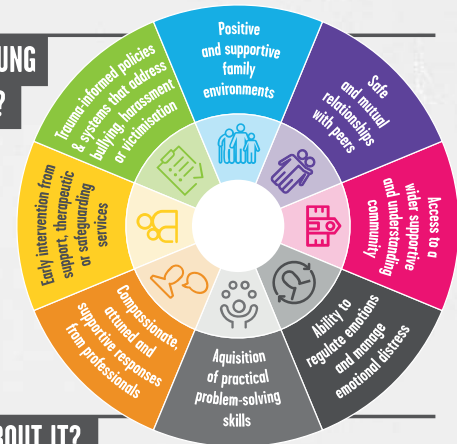 UNG
?
Positive
and supportive
family
environments
Safe
and mutual
relationships
with peers
Access to a
wider supportive
and understanding
community
Ability to
regulate emotions
and manage
emotional distress
Aquisition
of practical
problem-solving
skills
Compassionate,
attuned and
supportive responses
from professionals
Early intervention from
support, therapeutic
or safeguarding
services
Trauma-informed policies
& systems that address
bullying, harassment
or victimisation
BOUT IT?